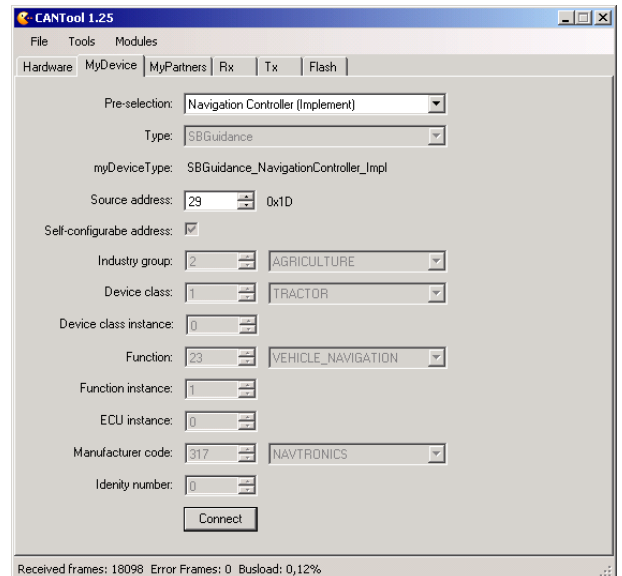 CANTool 1.25
File Tools Modules
Hardware MyDevice MyPartners Rx Tx Flash
Pre-selection: Navigation Controller (Implement)
Type: SBGuidance
myDeviceType: SBGuidance_NavigationController_Impl
Source address: 29 0x1D
Self-configurabe address:
Industry group: 2 AGRICULTURE
Device class: 1 TRACTOR
Device class instance: 0
Function: 23 VEHICLE_NAVIGATION
Function instance: 1
ECU instance: 0
Manufacturer code: 317 NAVTRONICS
Idenity number: 0
Connect
Received frames: 18098 Error Frames: 0 Busload: 0,12%